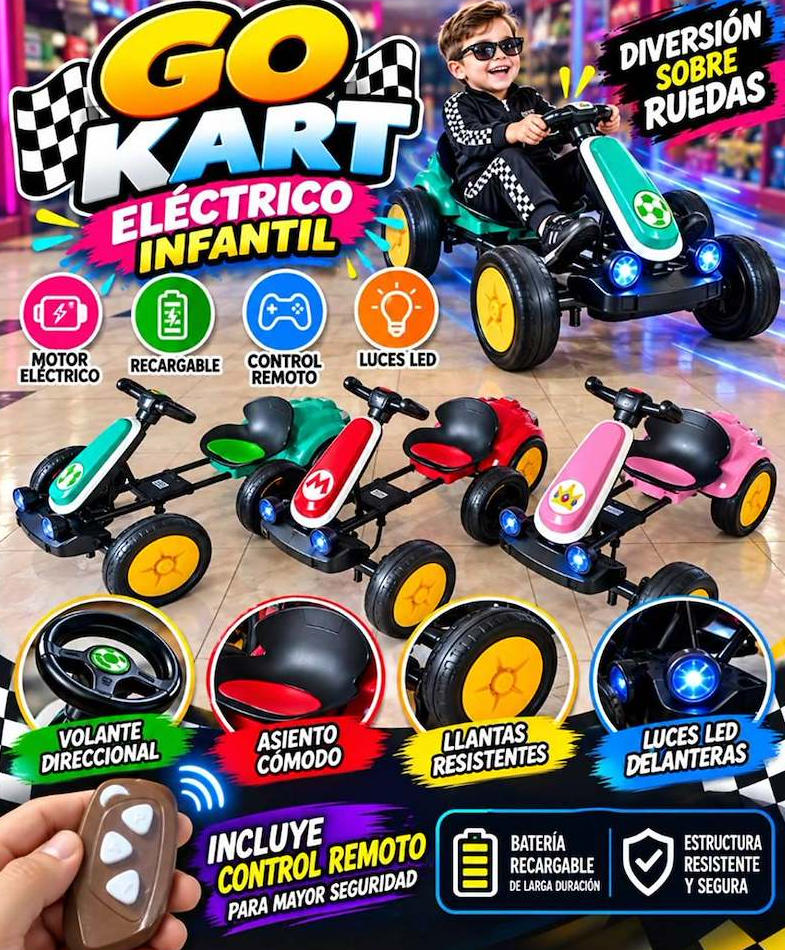 GO
KART
ELÉCTRICO
INFANTIL
DIVERSIÓN
SOBRE
RUEDAS
MOTOR
ELÉCTRICO
RECARGABLE
CONTROL
REMOTO
LUCES LED
M
VOLANTE
DIRECCIONAL
ASIENTO
CÓMODO
LLANTAS
RESISTENTES
LUCES LED
DELANTERAS
INCLUYE
CONTROL REMOTO
PARA MAYOR SEGURIDAD
BATERÍA
RECARGABLE
DE LARGA DURACIÓN
ESTRUCTURA
RESISTENTE
Y SEGURA